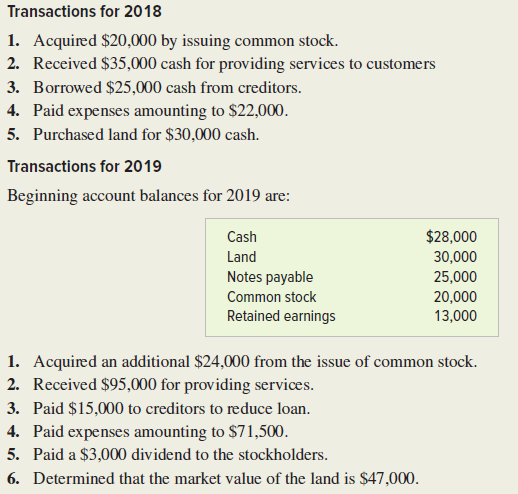 Transactions for 2018
1. Acquired $20,000 by issuing common stock.
2. Received $35,000 cash for providing services to customers
3. Borrowed $25,000 cash from creditors.
4. Paid expenses amounting to $22,000.
5. Purchased land for $30,000 cash.
Transactions for 2019
Beginning account balances for 2019 are:
Cash $28,000
Land 30,000
Notes payable 25,000
Common stock 20,000
Retained earnings 13,000
1. Acquired an additional $24,000 from the issue of common stock.
2. Received $95,000 for providing services.
3. Paid $15,000 to creditors to reduce loan.
4. Paid expenses amounting to $71,500.
5. Paid a $3,000 dividend to the stockholders.
6. Determined that the market value of the land is $47,000.